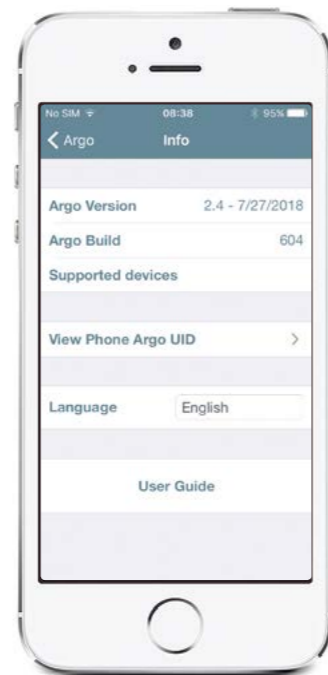 No SIM 08:38 95%
Argo Info
Argo Version 2.4 - 7/27/2018
Argo Build 604
Supported devices
View Phone Argo UID
Language English
User Guide